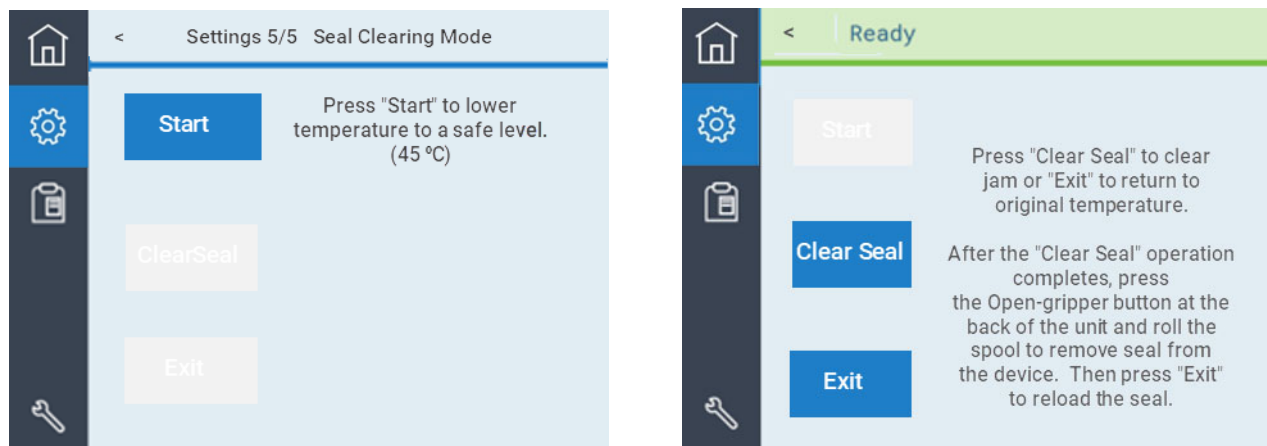 < Settings 5/5 Seal Clearing Mode
Start
Press "Start" to lower
temperature to a safe level.
(45 ºC)
ClearSeal
Exit
< Ready
Start
Press "Clear Seal" to clear
jam or "Exit" to return to
original temperature.
Clear Seal
After the "Clear Seal" operation
completes, press
the Open-gripper button at the
back of the unit and roll the
spool to remove seal from
the device. Then press "Exit"
to reload the seal.
Exit